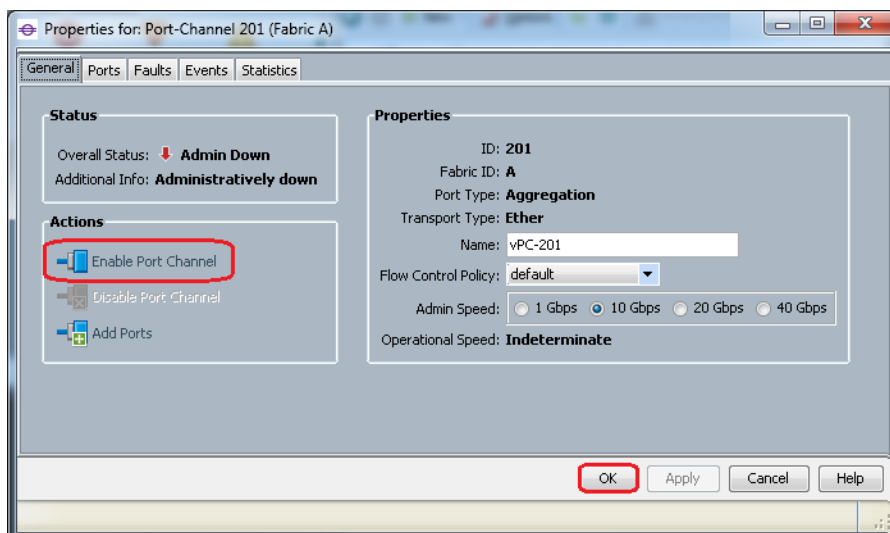 Properties for: Port-Channel 201 (Fabric A)
General Ports Faults Events Statistics
Status
Overall Status: Admin Down
Additional Info: Administratively down
Actions
Enable Port Channel
Disable Port Channel
Add Ports
Properties
ID: 201
Fabric ID: A
Port Type: Aggregation
Transport Type: Ether
Name: vPC-201
Flow Control Policy: default
Admin Speed: 1 Gbps 10 Gbps 20 Gbps 40 Gbps
Operational Speed: Indeterminate
OK Apply Cancel Help